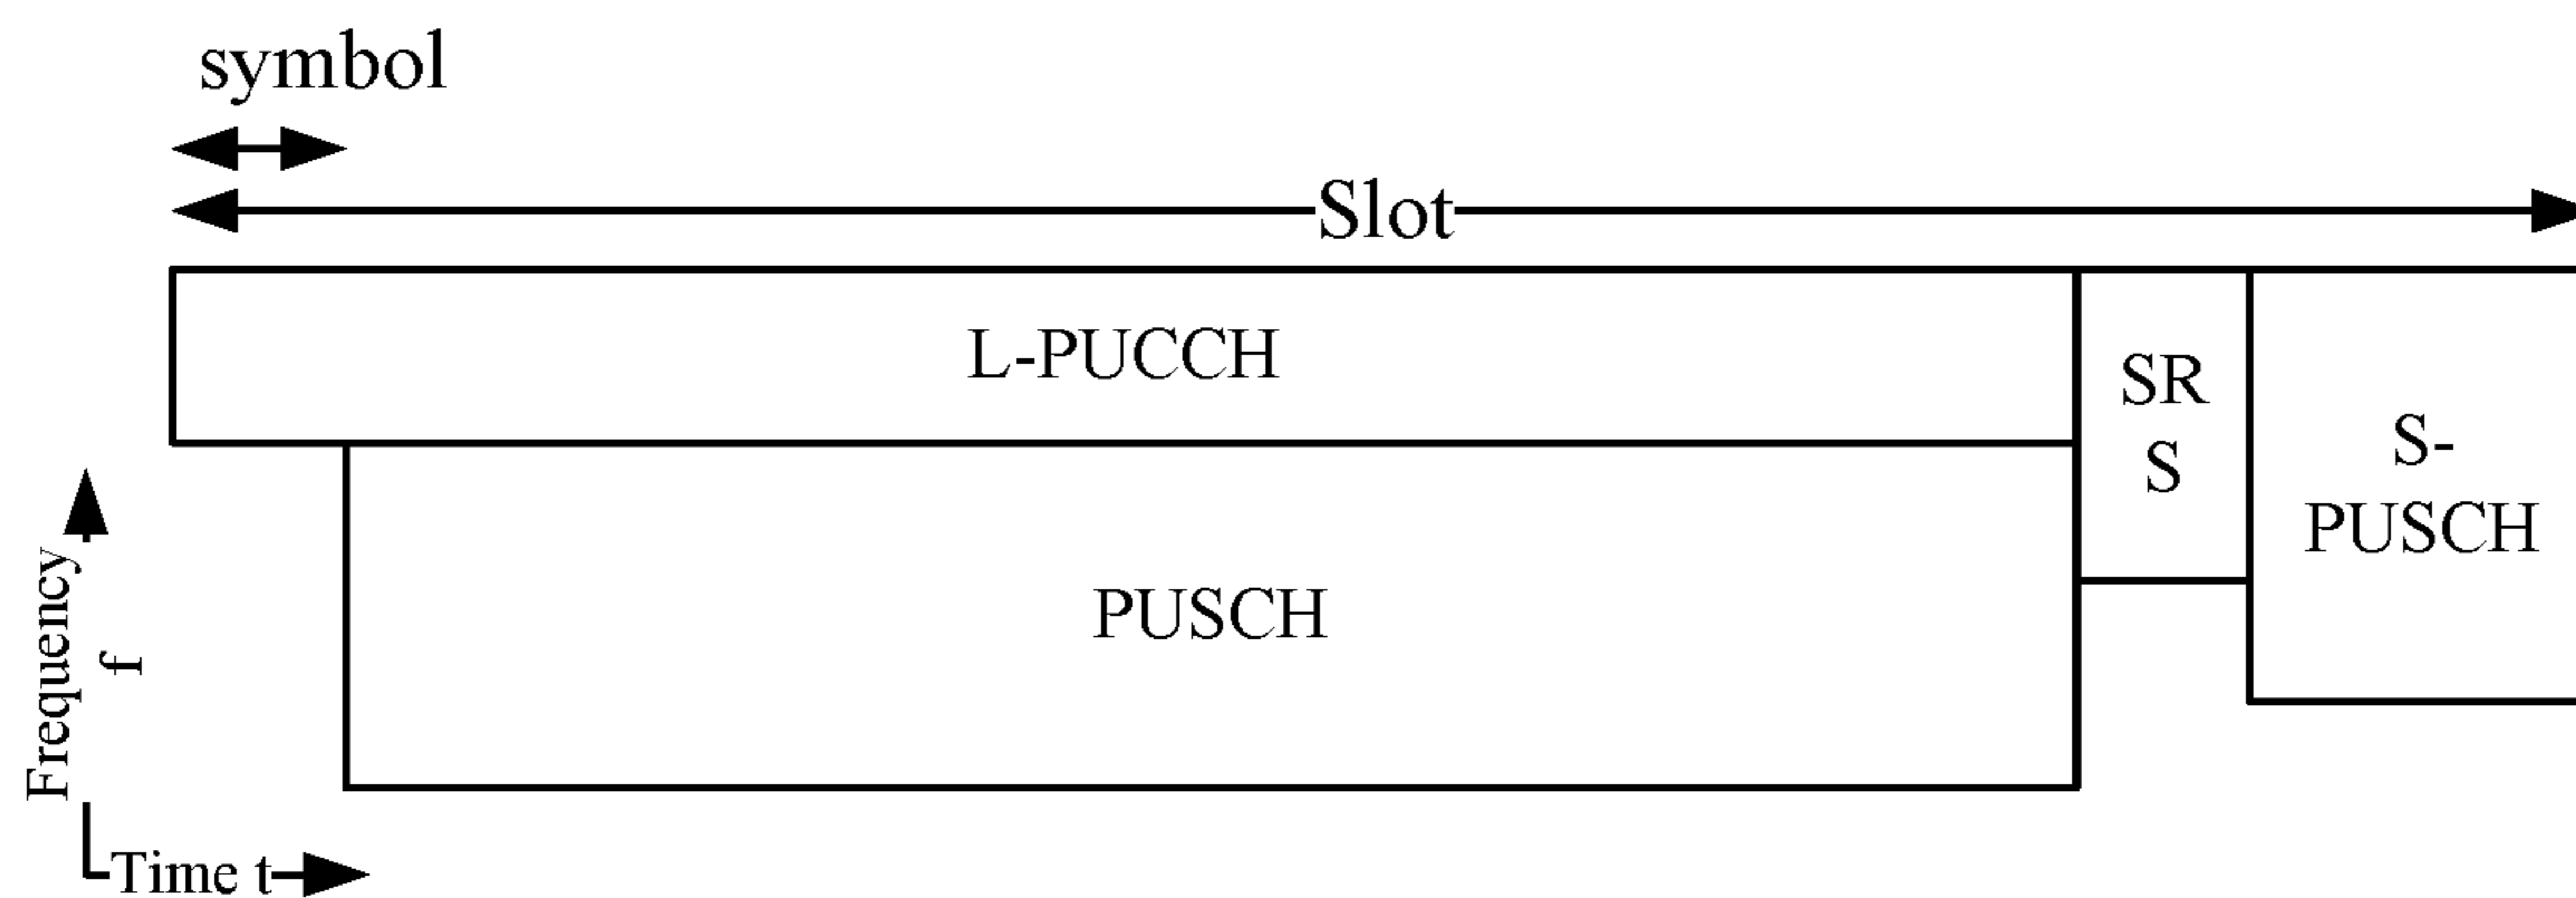 symbol
Slot
L-PUCCH
SR
S
S-
PUSCH
PUSCH
Frequency
f
Time t